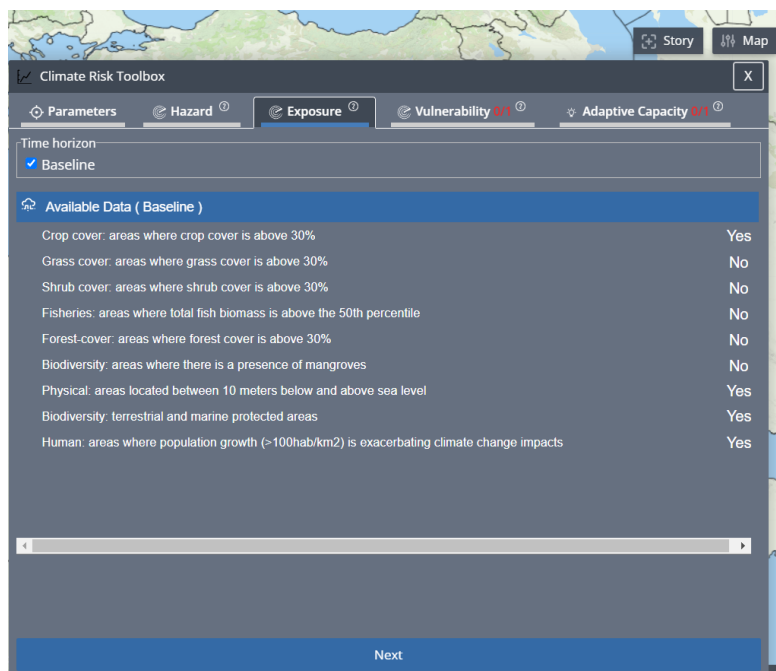 Story
Map
Climate Risk Toolbox
X
Parameters
Hazard ?
Exposure ?
Vulnerability 0/1 ?
Adaptive Capacity 0/1 ?
Time horizon
Baseline
Available Data ( Baseline )
Crop cover: areas where crop cover is above 30% Yes
Grass cover: areas where grass cover is above 30% No
Shrub cover: areas where shrub cover is above 30% No
Fisheries: areas where total fish biomass is above the 50th percentile No
Forest-cover: areas where forest cover is above 30% No
Biodiversity: areas where there is a presence of mangroves No
Physical: areas located between 10 meters below and above sea level Yes
Biodiversity: terrestrial and marine protected areas Yes
Human: areas where population growth (>100hab/km2) is exacerbating climate change impacts Yes
Next